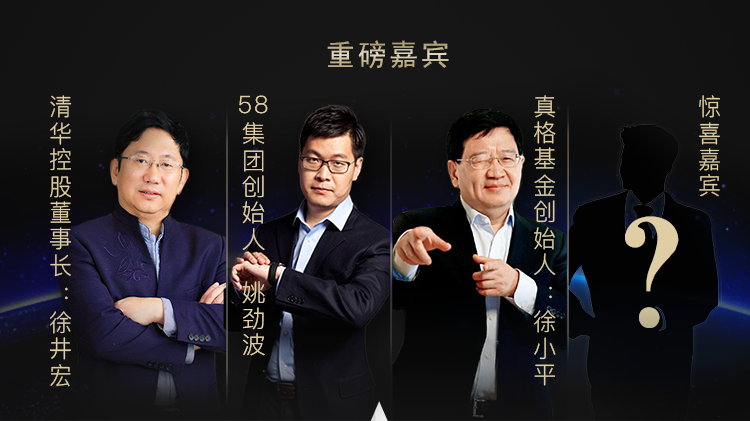 重磅嘉宾
清华控股董事长：徐井宏
58集团创始人：姚劲波
真格基金创始人：徐小平
惊喜嘉宾
?